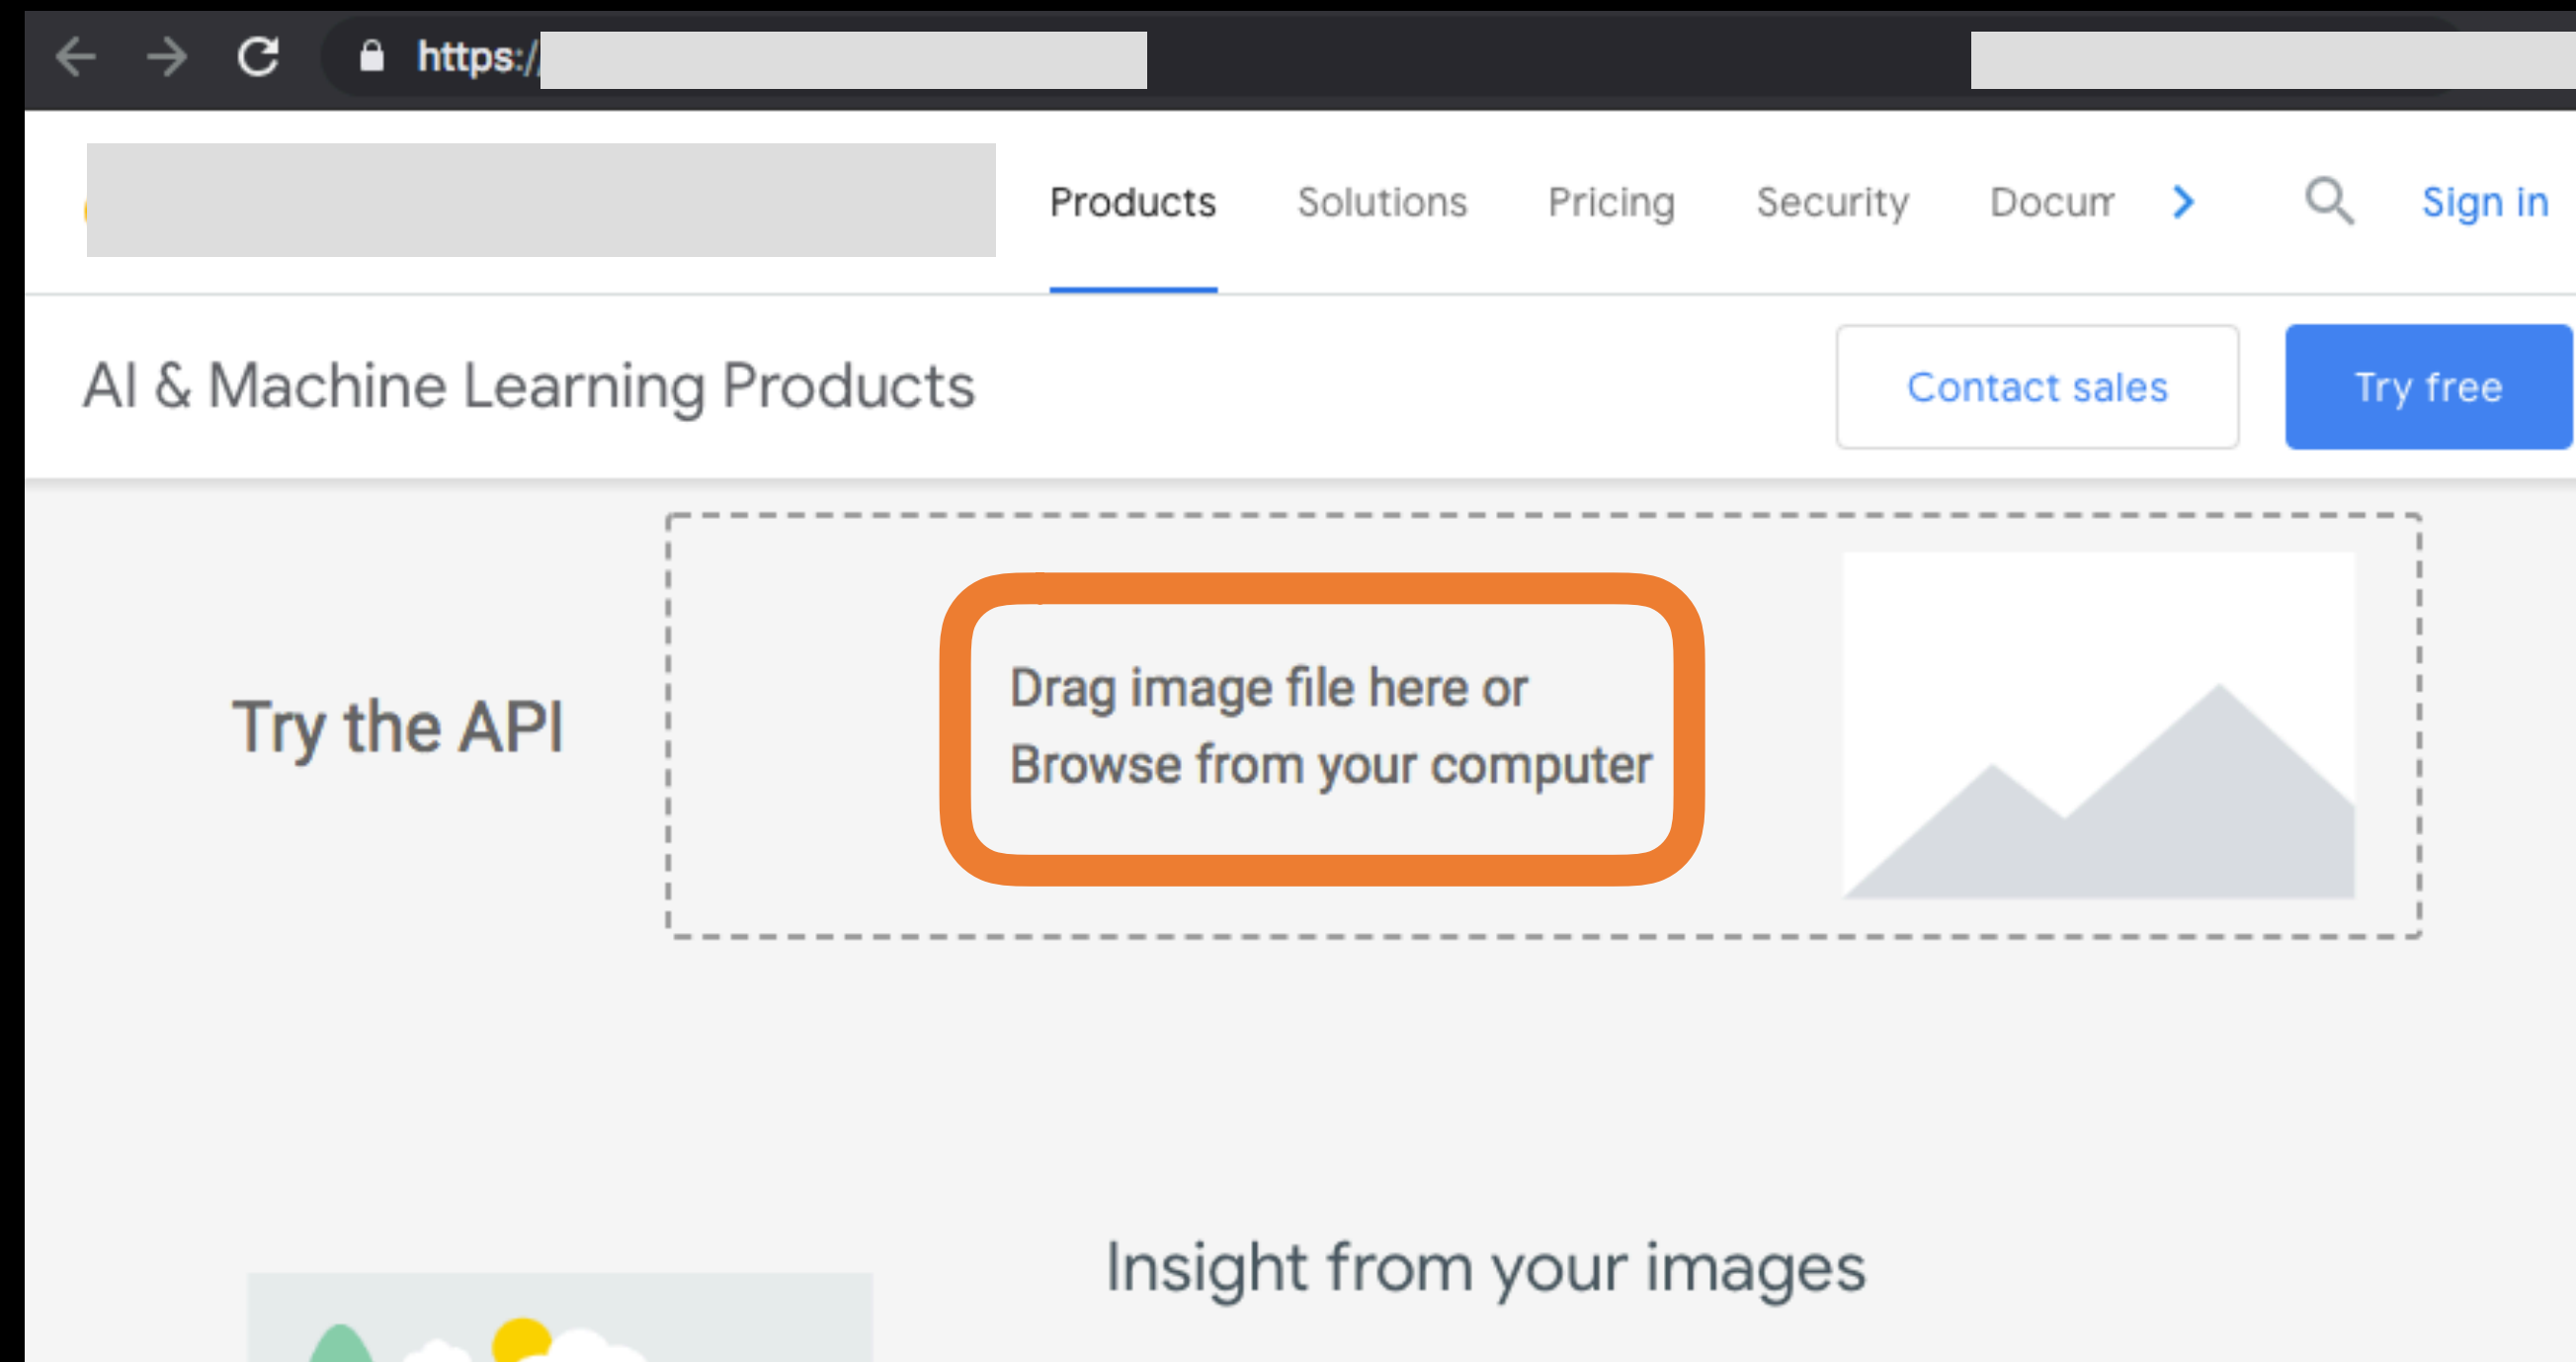 https://
Products Solutions Pricing Security Docum Sign in
AI & Machine Learning Products Contact sales Try free
Try the API
Drag image file here or
Browse from your computer
Insight from your images